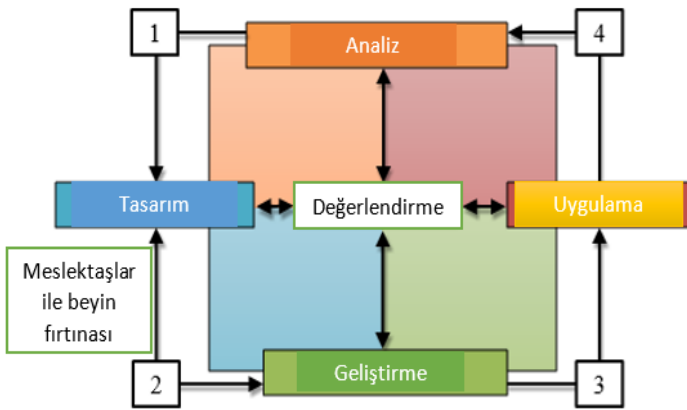 1
Analiz
4
Tasarım
Değerlendirme
Uygulama
Meslektaşlar
ile beyin
fırtınası
2
Geliştirme
3